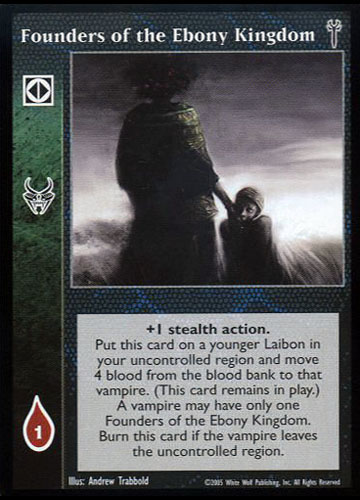 Founders of the Ebony Kingdom
+1 stealth action.
Put this card on a younger Laibon in
your uncontrolled region and move
4 blood from the blood bank to that
vampire. (This card remains in play.)
A vampire may have only one
Founders of the Ebony Kingdom.
Burn this card if the vampire leaves
the uncontrolled region.
1
Illus: Andrew Trabbold ©2005 White Wolf Publishing, Inc. All Rights Reserved